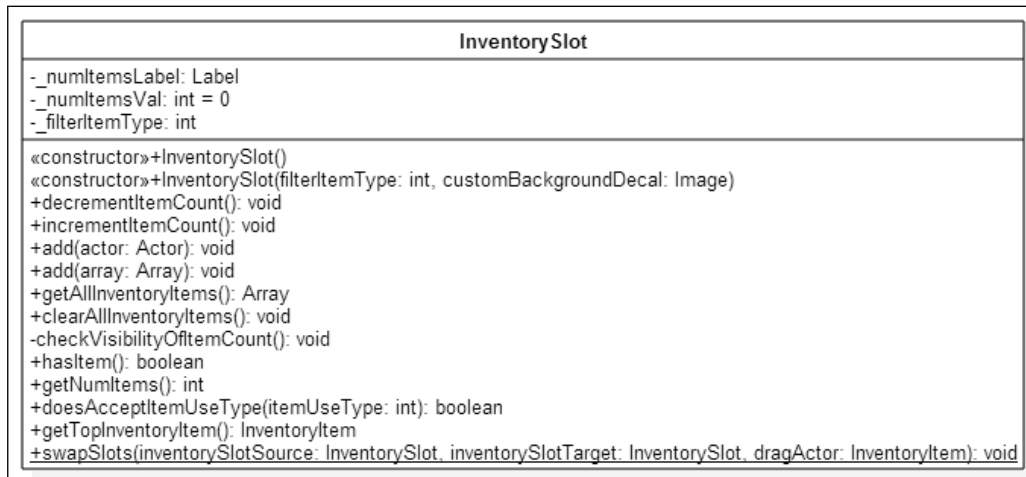 InventorySlot
-_numItemsLabel: Label
-_numItemsVal: int = 0
-_filterItemType: int
«constructor»+InventorySlot()
«constructor»+InventorySlot(filterItemType: int, customBackgroundDecal: Image)
+decrementItemCount(): void
+incrementItemCount(): void
+add(actor: Actor): void
+add(array: Array): void
+getAllInventoryItems(): Array
+clearAllInventoryItems(): void
-checkVisibilityOfItemCount(): void
+hasItem(): boolean
+getNumItems(): int
+doesAcceptItemUseType(itemUseType: int): boolean
+getTopInventoryItem(): InventoryItem
+swapSlots(inventorySlotSource: InventorySlot, inventorySlotTarget: InventorySlot, dragActor: InventoryItem): void